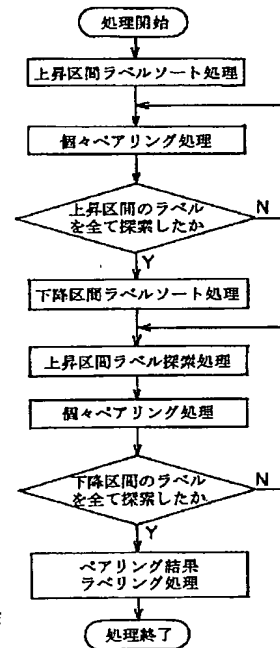 処理開始
上昇区間ラベルソート処理
個々ペアリング処理
上昇区間のラベル
を全て探索したか
N
Y
下降区間ラベルソート処理
上昇区間ラベル探索処理
個々ペアリング処理
下降区間のラベル
を全て探索したか
N
Y
ペアリング結果
ラベリング処理
処理終了